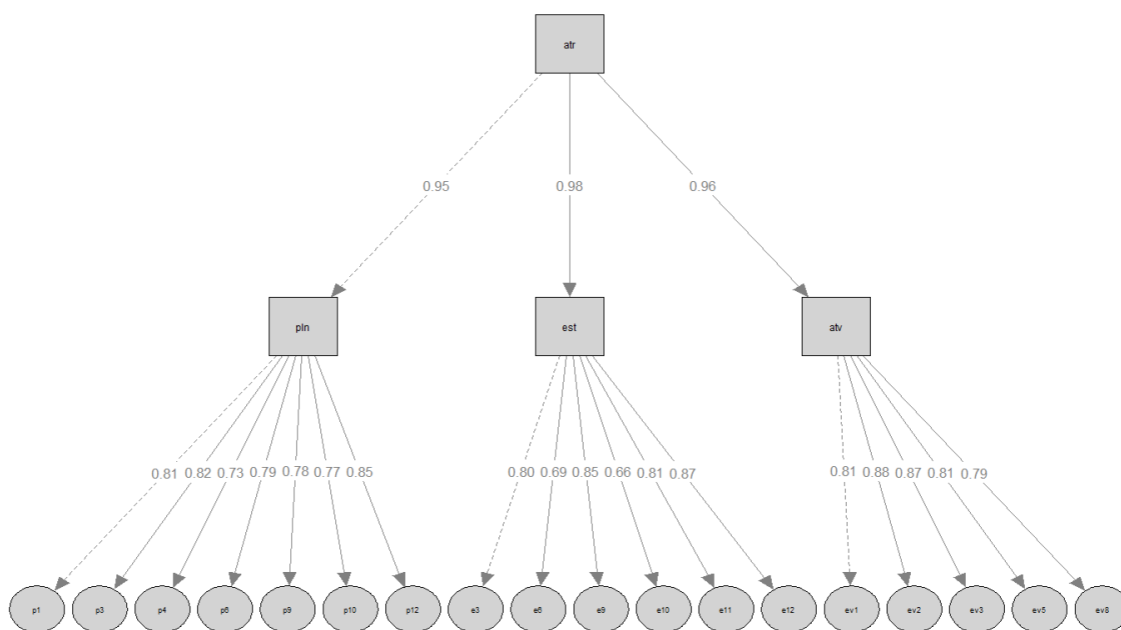 atr
0.95 0.98 0.96
pln est atv
0.81 0.82 0.73 0.79 0.78 0.77 0.85 0.80 0.69 0.85 0.66 0.81 0.87 0.81 0.88 0.87 0.81 0.79
p1 p3 p4 p6 p9 p10 p12 e3 e6 e9 e10 e11 e12 ev1 ev2 ev3 ev5 ev8